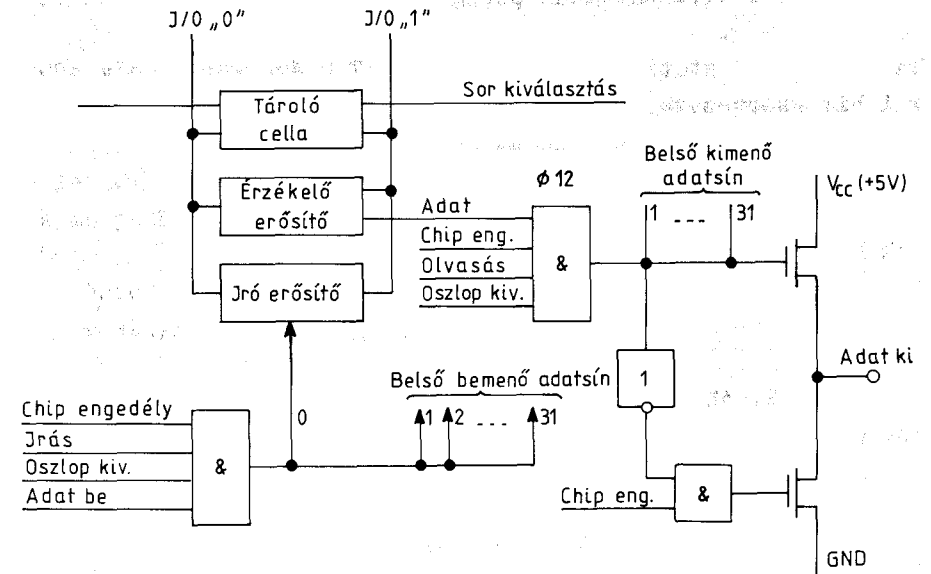 J/O „0"
J/O „1"
Sor kiválasztás
Tároló
cella
Érzékelő
erősítő
Jró erősítő
Adat
Chip eng.
Olvasás
Oszlop kiv.
&
ϕ12
Belső kimenő
adatsín
1 --- 31
VCC (+5V)
Adat ki
1
Belső bemenő adatsín
1 2 --- 31
0
Chip engedély
Jrás
Oszlop kiv.
Adat be
&
Chip eng.
&
GND